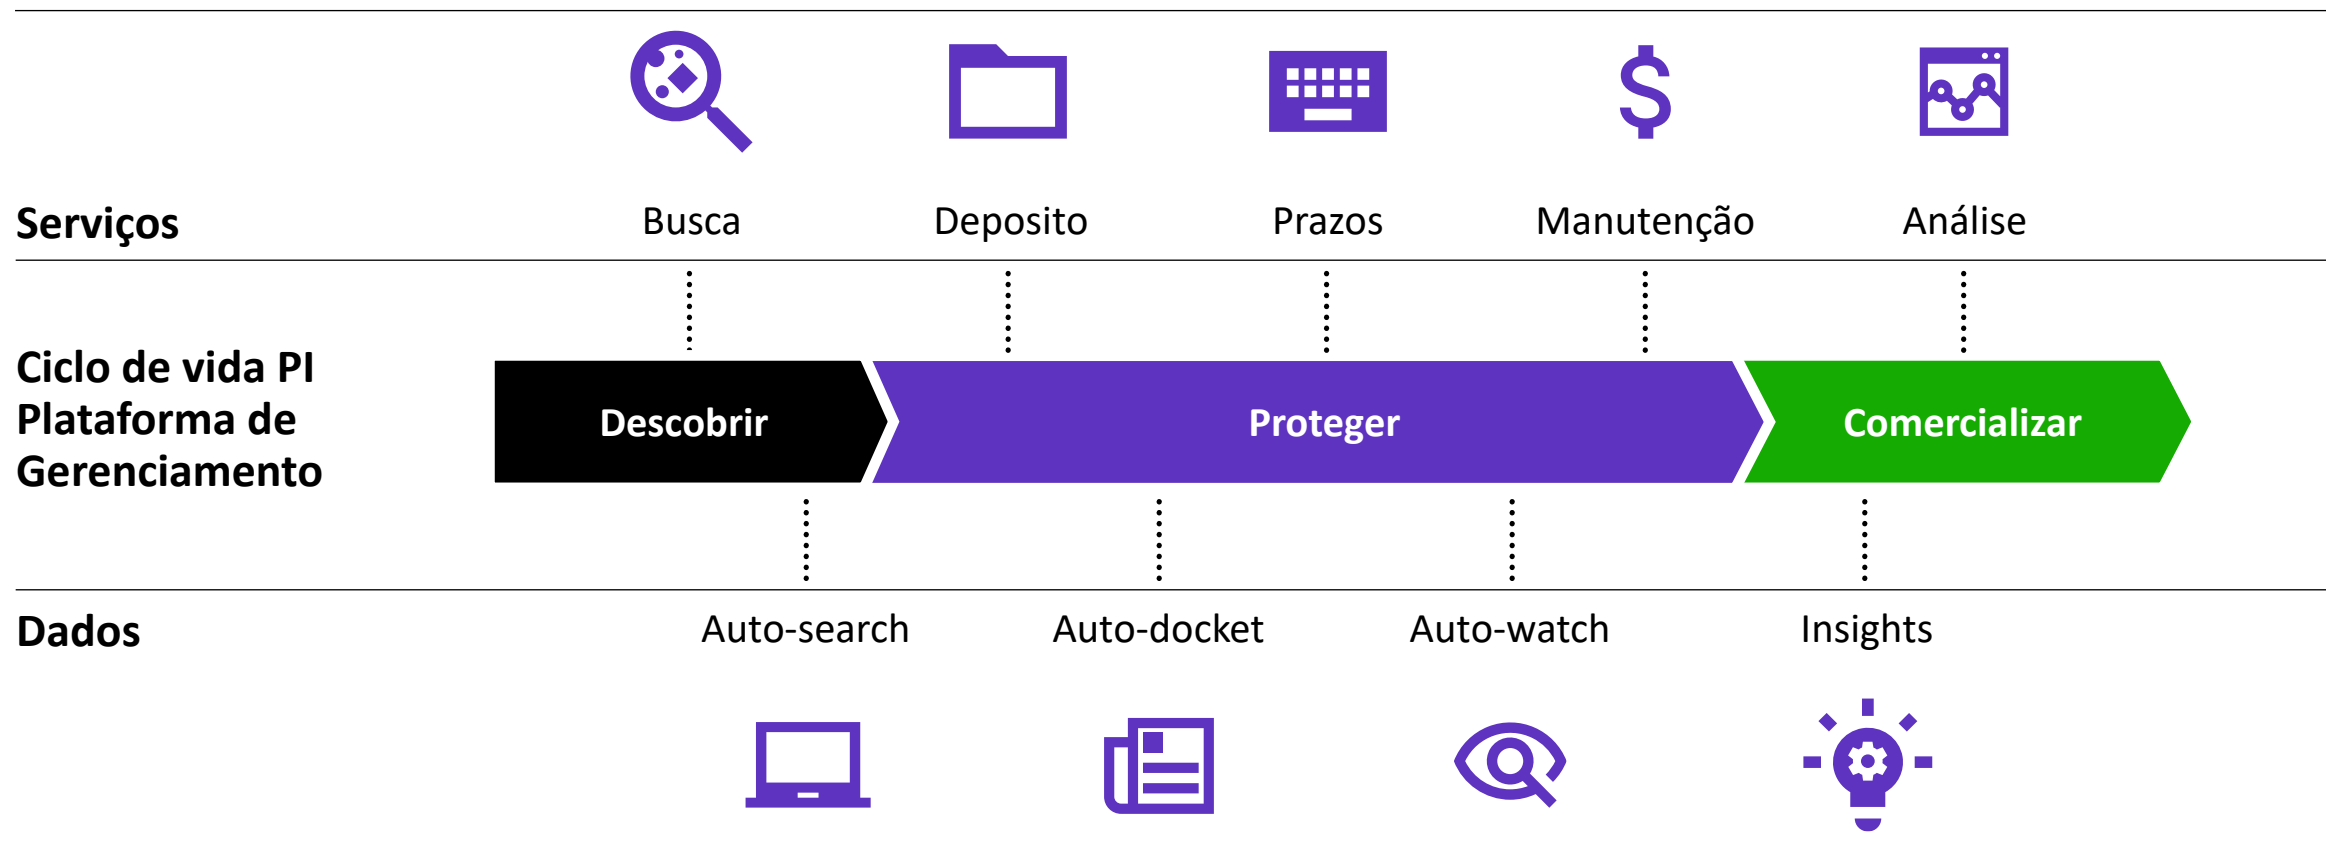 Serviços
Busca
Deposito
Prazos
Manutenção
Análise
Ciclo de vida PI
Plataforma de
Gerenciamento
Descobrir
Proteger
Comercializar
Dados
Auto-search
Auto-docket
Auto-watch
Insights